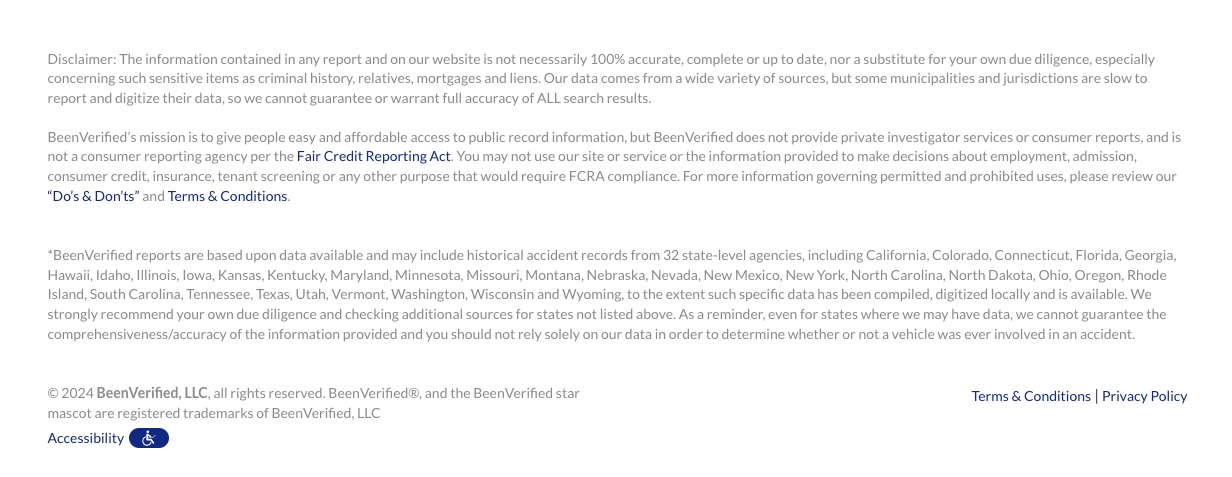 Disclaimer: The information contained in any report and on our website is not necessarily 100% accurate, complete or up to date, nor a substitute for your own due diligence, especially
concerning such sensitive items as criminal history, relatives, mortgages and liens. Our data comes from a wide variety of sources, but some municipalities and jurisdictions are slow to
report and digitize their data, so we cannot guarantee or warrant full accuracy of ALL search results.
BeenVerified’s mission is to give people easy and affordable access to public record information, but BeenVerified does not provide private investigator services or consumer reports, and is
not a consumer reporting agency per the Fair Credit Reporting Act. You may not use our site or service or the information provided to make decisions about employment, admission,
consumer credit, insurance, tenant screening or any other purpose that would require FCRA compliance. For more information governing permitted and prohibited uses, please review our
“Do’s & Don’ts” and Terms & Conditions.
*BeenVerified reports are based upon data available and may include historical accident records from 32 state-level agencies, including California, Colorado, Connecticut, Florida, Georgia,
Hawaii, Idaho, Illinois, Iowa, Kansas, Kentucky, Maryland, Minnesota, Missouri, Montana, Nebraska, Nevada, New Mexico, New York, North Carolina, North Dakota, Ohio, Oregon, Rhode
Island, South Carolina, Tennessee, Texas, Utah, Vermont, Washington, Wisconsin and Wyoming, to the extent such specific data has been compiled, digitized locally and is available. We
strongly recommend your own due diligence and checking additional sources for states not listed above. As a reminder, even for states where we may have data, we cannot guarantee the
comprehensiveness/accuracy of the information provided and you should not rely solely on our data in order to determine whether or not a vehicle was ever involved in an accident.
© 2024 BeenVerified, LLC, all rights reserved. BeenVerified®, and the BeenVerified star
mascot are registered trademarks of BeenVerified, LLC
Terms & Conditions | Privacy Policy
Accessibility